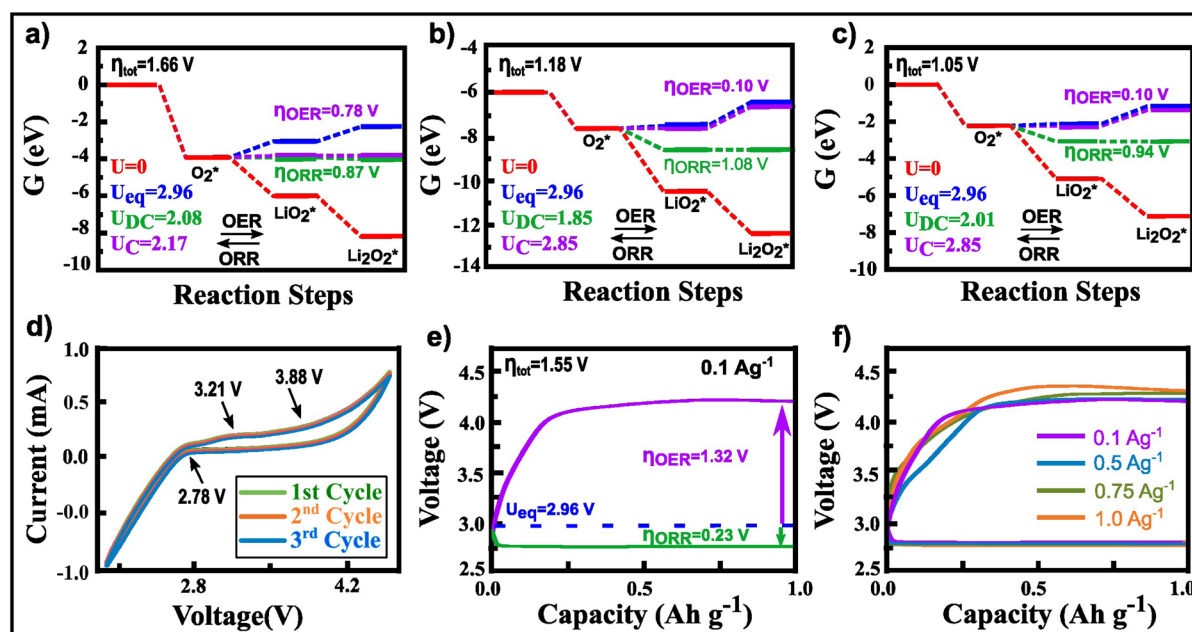 a)
η_tot=1.66 V
G (eV)
0
-2
-4
-6
-8
-10
η_OER=0.78 V
O₂*
η_ORR=0.87 V
U=0
LiO₂*
U_eq=2.96
U_DC=2.08
OER
U_C=2.17
ORR
Li₂O₂*
Reaction Steps
b)
η_tot=1.18 V
G (eV)
-4
-6
-8
-10
-12
-14
η_OER=0.10 V
O₂*
η_ORR=1.08 V
U=0
LiO₂*
U_eq=2.96
U_DC=1.85
OER
U_C=2.85
ORR
Li₂O₂*
Reaction Steps
c)
η_tot=1.05 V
G (eV)
2
0
-2
-4
-6
-8
-10
η_OER=0.10 V
O₂*
η_ORR=0.94 V
U=0
LiO₂*
U_eq=2.96
U_DC=2.01
OER
U_C=2.85
ORR
Li₂O₂*
Reaction Steps
d)
Current (mA)
1.0
0.5
0.0
-0.0
-1.0
3.21 V
3.88 V
2.78 V
1st Cycle
2nd Cycle
3rd Cycle
2.8
4.2
Voltage(V)
e)
η_tot=1.55 V
0.1 Ag⁻¹
Voltage (V)
4.5
4.0
3.5
3.0
2.5
η_OER=1.32 V
U_eq=2.96 V
η_ORR=0.23 V
0.0
0.5
1.0
Capacity (Ah g⁻¹)
f)
Voltage (V)
4.5
4.0
3.5
3.0
2.5
0.1 Ag⁻¹
0.5 Ag⁻¹
0.75 Ag⁻¹
1.0 Ag⁻¹
0.0
0.5
1.0
Capacity (Ah g⁻¹)